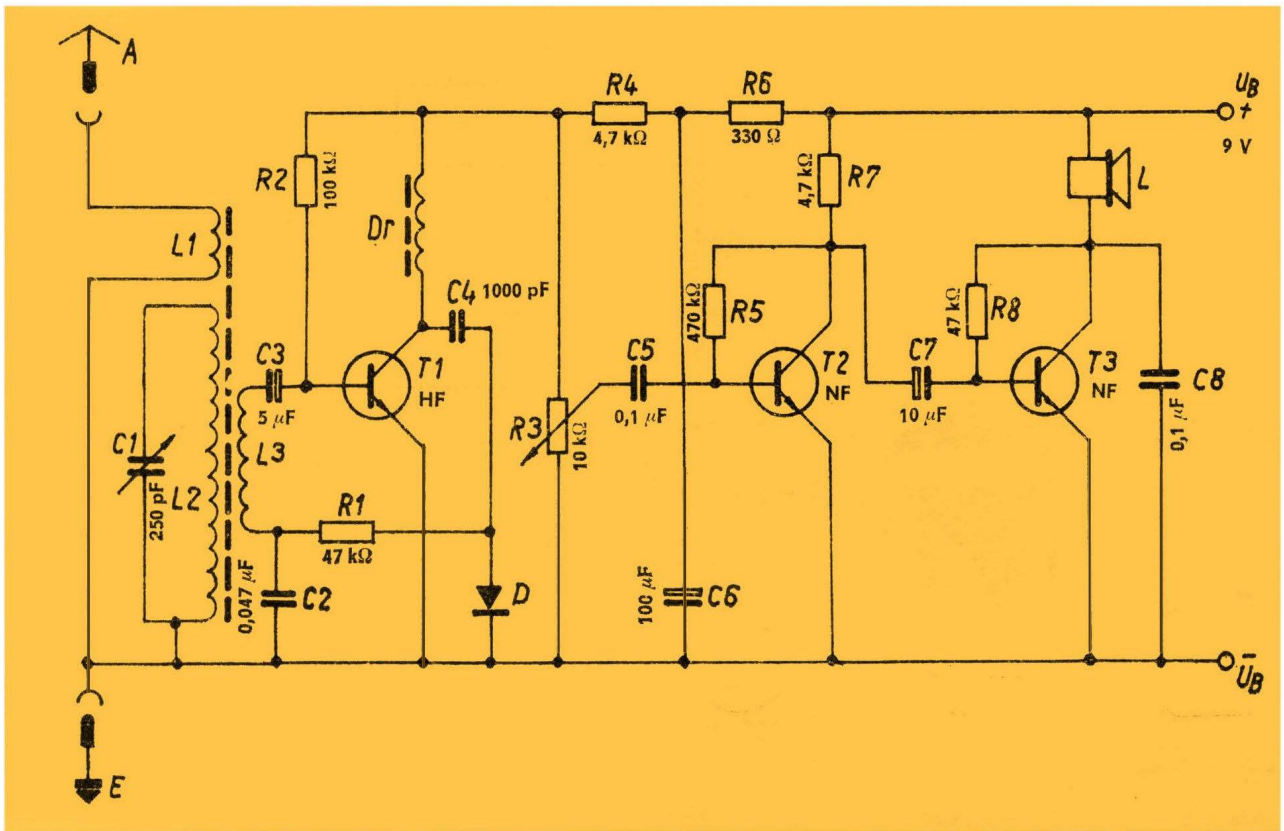 A
L1
L2
C1
250 pF
L3
C3
5 µF
R2
100 kΩ
Dr
C4 1000 pF
T1
HF
R1
47 kΩ
0,047 µF
C2
D
R4
4,7 kΩ
R6
330 Ω
R3
10 kΩ
C5
0,1 µF
100 µF
C6
R5
470 kΩ
4,7 kΩ
R7
T2
NF
C7
10 µF
47 kΩ
R8
T3
NF
L
C8
0,1 µF
UB
+
9 V
−
UB
E